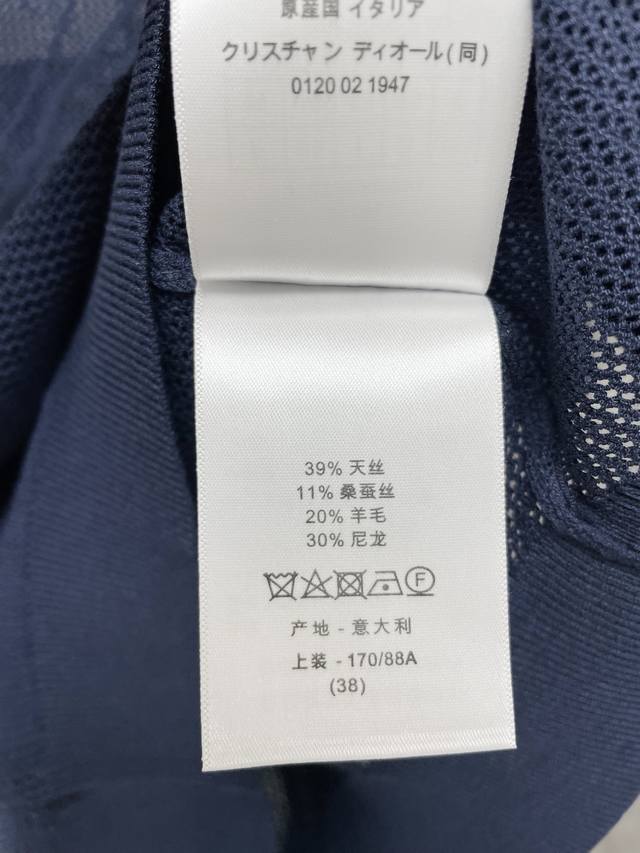 原産国 イタリア
クリスチャン ディオール(同)
0120 02 1947
39% 天丝
11% 桑蚕丝
20% 羊毛
30% 尼龙
F
产地 - 意大利
上装 - 170/88A
(38)